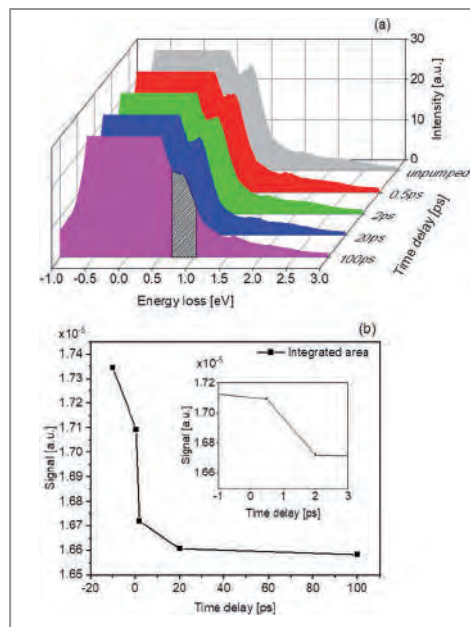 (a)
30
20
10
0
Intensity [a.u.]
unpumped
0.5ps
2ps
20ps
100ps
Time delay [ps]
-1.0 -0.5 0.0 0.5 1.0 1.5 2.0 2.5 3.0
Energy loss [eV]
(b)
x10⁻⁵
1.74
1.73
1.72
1.71
1.70
1.69
1.68
1.67
1.66
1.65
Signal [a.u.]
Integrated area
x10⁻⁵
1.72
1.70
1.68
1.66
Signal [a.u.]
-1 0 1 2 3
Time delay [ps]
-20 0 20 40 60 80 100
Time delay [ps]